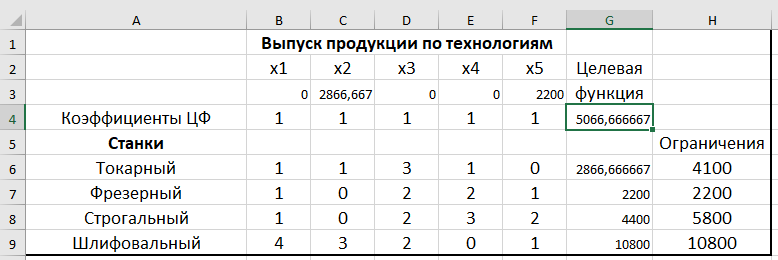 A B C D E F G H
1 Выпуск продукции по технологиям
2 x1 x2 x3 x4 x5 Целевая
3 0 2866,667 0 0 2200 функция
4 Коэффициенты ЦФ 1 1 1 1 1 5066,666667
5 Станки Ограничения
6 Токарный 1 1 3 1 0 2866,666667 4100
7 Фрезерный 1 0 2 2 1 2200 2200
8 Строгальный 1 0 2 3 2 4400 5800
9 Шлифовальный 4 3 2 0 1 10800 10800